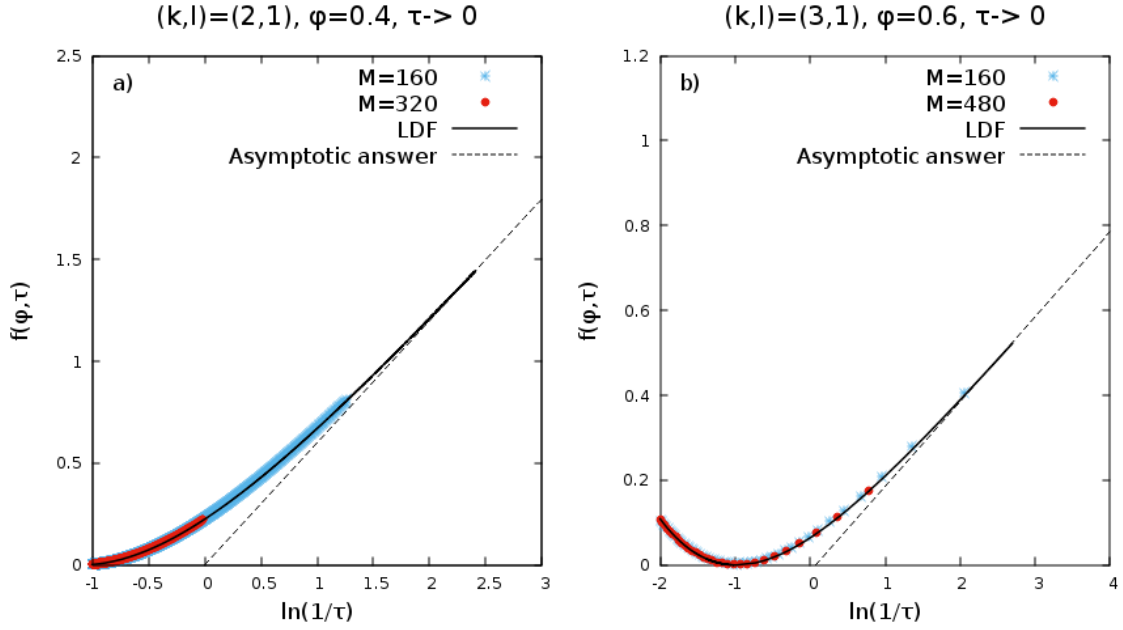 (k,l)=(2,1), φ=0.4, τ-> 0
a)
M=160
M=320
LDF
Asymptotic answer
2.5
2
1.5
1
0.5
0
-1 -0.5 0 0.5 1 1.5 2 2.5 3
f(φ,τ)
ln(1/τ)
(k,l)=(3,1), φ=0.6, τ-> 0
b)
M=160
M=480
LDF
Asymptotic answer
1.2
1
0.8
0.6
0.4
0.2
0
-2 -1 0 1 2 3 4
f(φ,τ)
ln(1/τ)